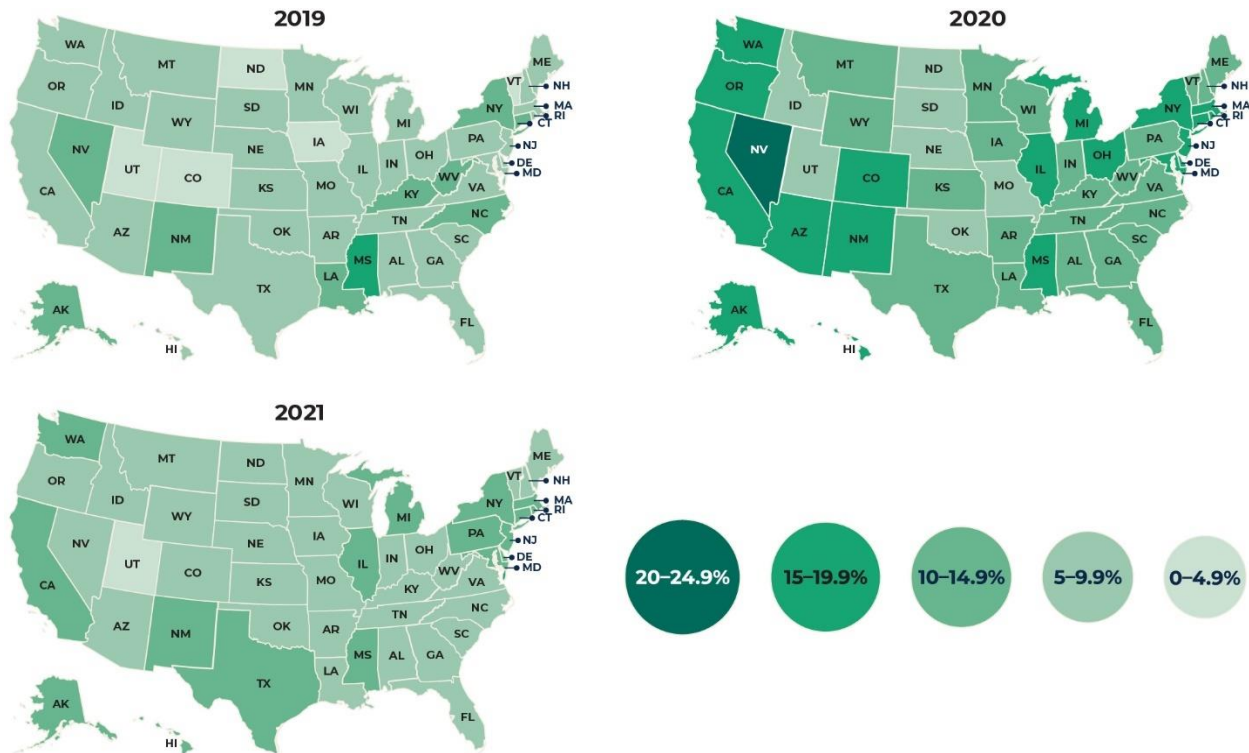 2019
WA
OR
CA
NV
ID
MT
WY
UT
AZ
CO
NM
ND
SD
NE
KS
OK
TX
MN
IA
MO
AR
LA
WI
IL
MS
MI
IN
KY
TN
AL
OH
WV
GA
FL
SC
NC
VA
PA
NY
VT
ME
NH
MA
RI
CT
NJ
DE
MD
AK
HI
2020
WA
OR
CA
NV
ID
MT
WY
UT
AZ
CO
NM
ND
SD
NE
KS
OK
TX
MN
IA
MO
AR
LA
WI
IL
MS
MI
IN
KY
TN
AL
OH
WV
GA
FL
SC
NC
VA
PA
NY
VT
ME
NH
MA
RI
CT
NJ
DE
MD
AK
HI
2021
WA
OR
CA
NV
ID
MT
WY
UT
AZ
CO
NM
ND
SD
NE
KS
OK
TX
MN
IA
MO
AR
LA
WI
IL
MS
MI
IN
KY
TN
AL
OH
WV
GA
FL
SC
NC
VA
PA
NY
VT
ME
NH
MA
RI
CT
NJ
DE
MD
AK
HI
20–24.9%
15–19.9%
10–14.9%
5–9.9%
0–4.9%